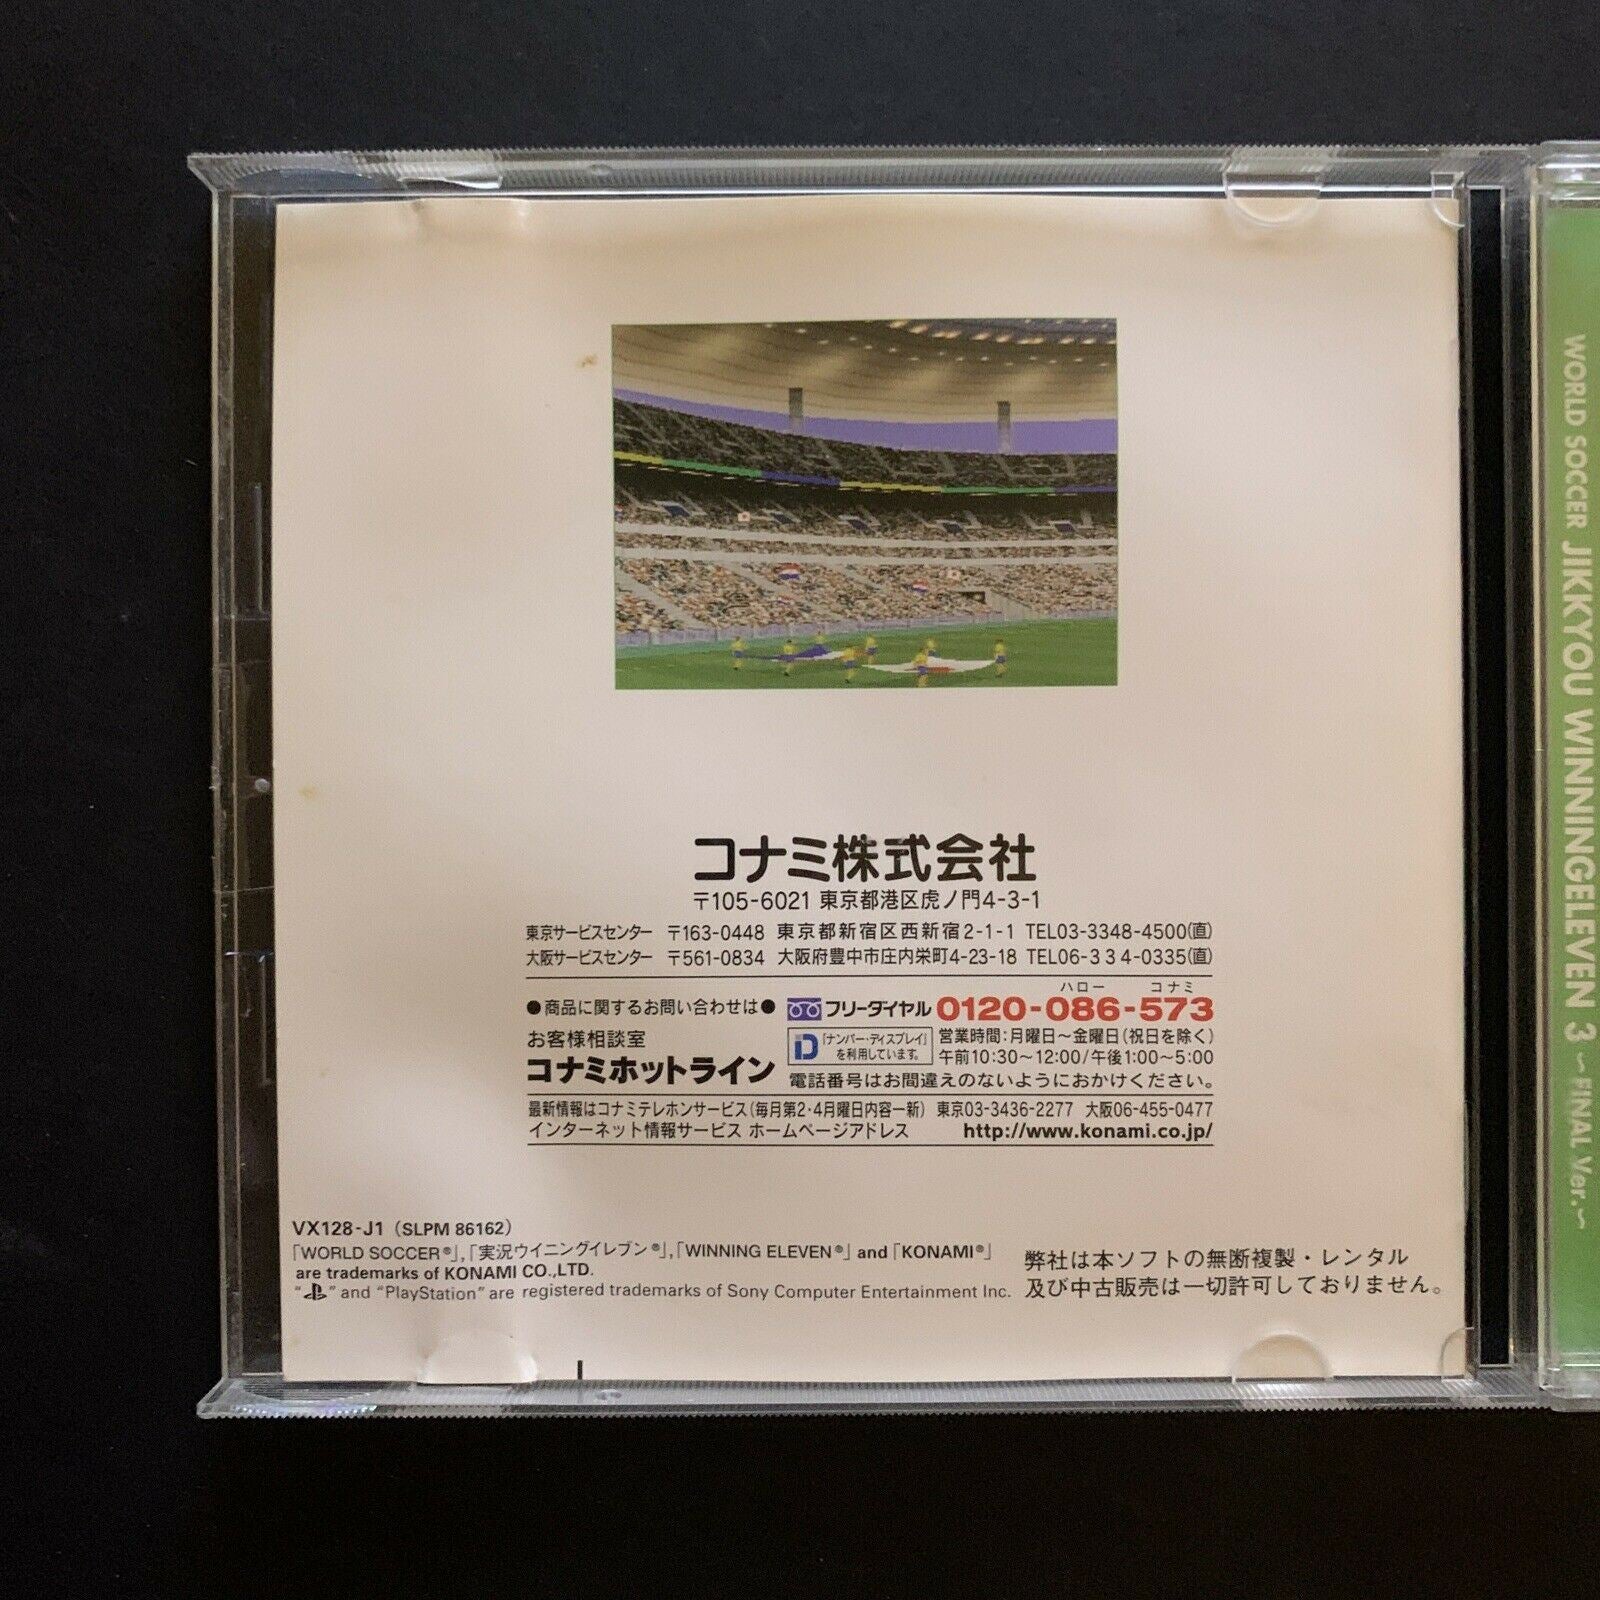 コナミ株式会社
〒105-6021 東京都港区虎ノ門4-3-1
東京サービスセンター 〒163-0448 東京都新宿区西新宿2-1-1 TEL03-3348-4500(直)
大阪サービスセンター 〒561-0834 大阪府豊中市庄内栄町4-23-18 TEL06-334-0335(直)
ハロー コナミ
●商品に関するお問い合わせは● フリーダイヤル 0120-086-573
お客様相談室
コナミホットライン
「ナンバー・ディスプレイ」
を利用しています。
営業時間:月曜日〜金曜日(祝日を除く)
午前10:30〜12:00/午後1:00〜5:00
電話番号はお間違えのないようにおかけください。
最新情報はコナミテレホンサービス(毎月第2・4月曜日内容一新) 東京03-3436-2277 大阪06-455-0477
インターネット情報サービス ホームページアドレス http://www.konami.co.jp/
VX128-J1 (SLPM 86162)
「WORLD SOCCER®」,「実況ウイニングイレブン®」,「WINNING ELEVEN®」 and 「KONAMI®」
are trademarks of KONAMI CO.,LTD.
“ ” and “PlayStation” are registered trademarks of Sony Computer Entertainment Inc.
弊社は本ソフトの無断複製・レンタル
及び中古販売は一切許可しておりません。
WORLD SOCCER JIKKYOU WINNINGELEVEN 3 ~FINAL Ver.~